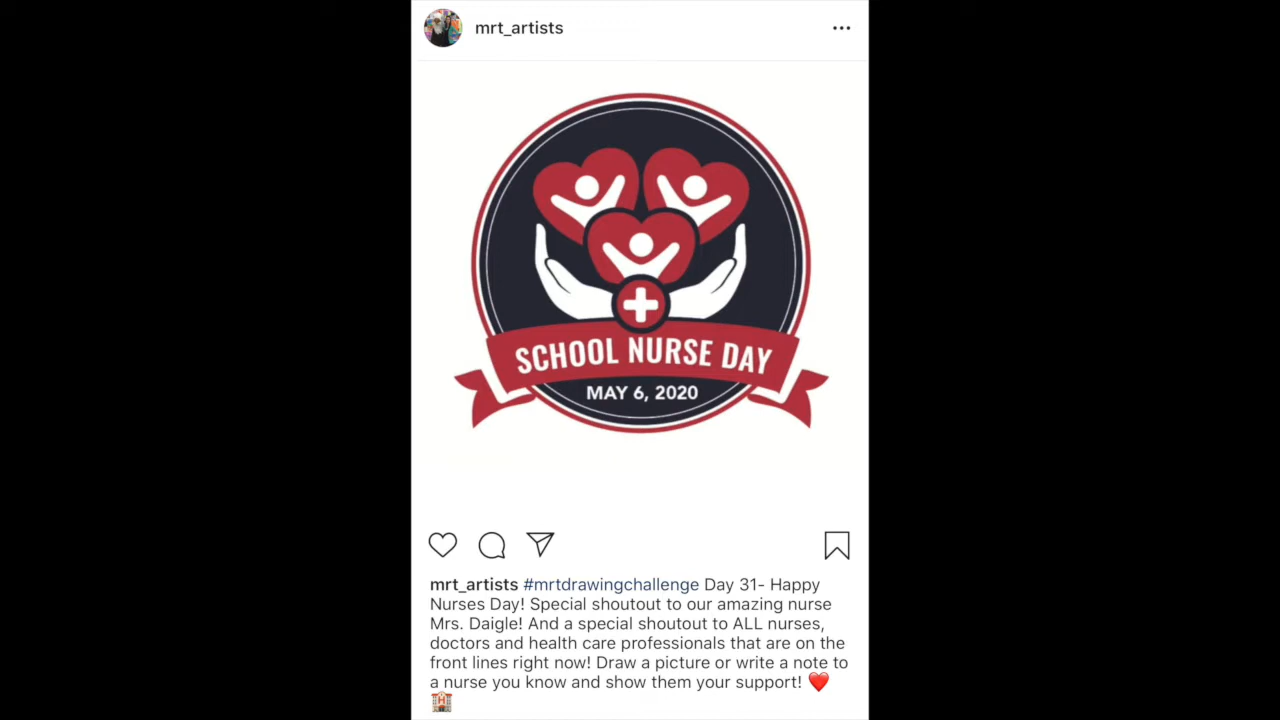 mrt_artists
SCHOOL NURSE DAY
MAY 6, 2020
mrt_artists #mrtdrawingchallenge Day 31- Happy
Nurses Day! Special shoutout to our amazing nurse
Mrs. Daigle! And a special shoutout to ALL nurses,
doctors and health care professionals that are on the
front lines right now! Draw a picture or write a note to
a nurse you know and show them your support! ❤️
🏩